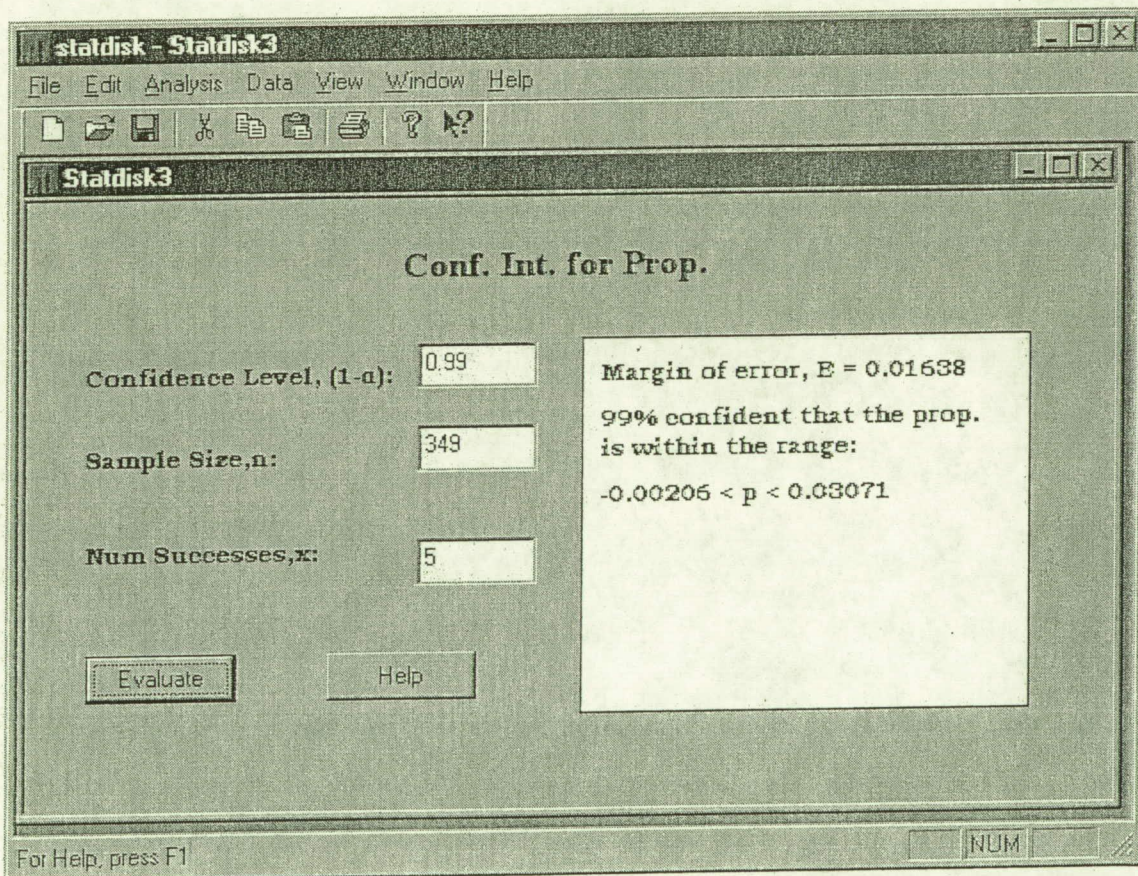 statdisk - Statdisk3
File Edit Analysis Data View Window Help
Statdisk3
Conf. Int. for Prop.
Confidence Level, (1-α): 0.99
Sample Size,n: 349
Num Successes,x: 5
Evaluate Help
Margin of error, E = 0.01638
99% confident that the prop.
is within the range:
-0.00206 < p < 0.03071
For Help, press F1
NUM